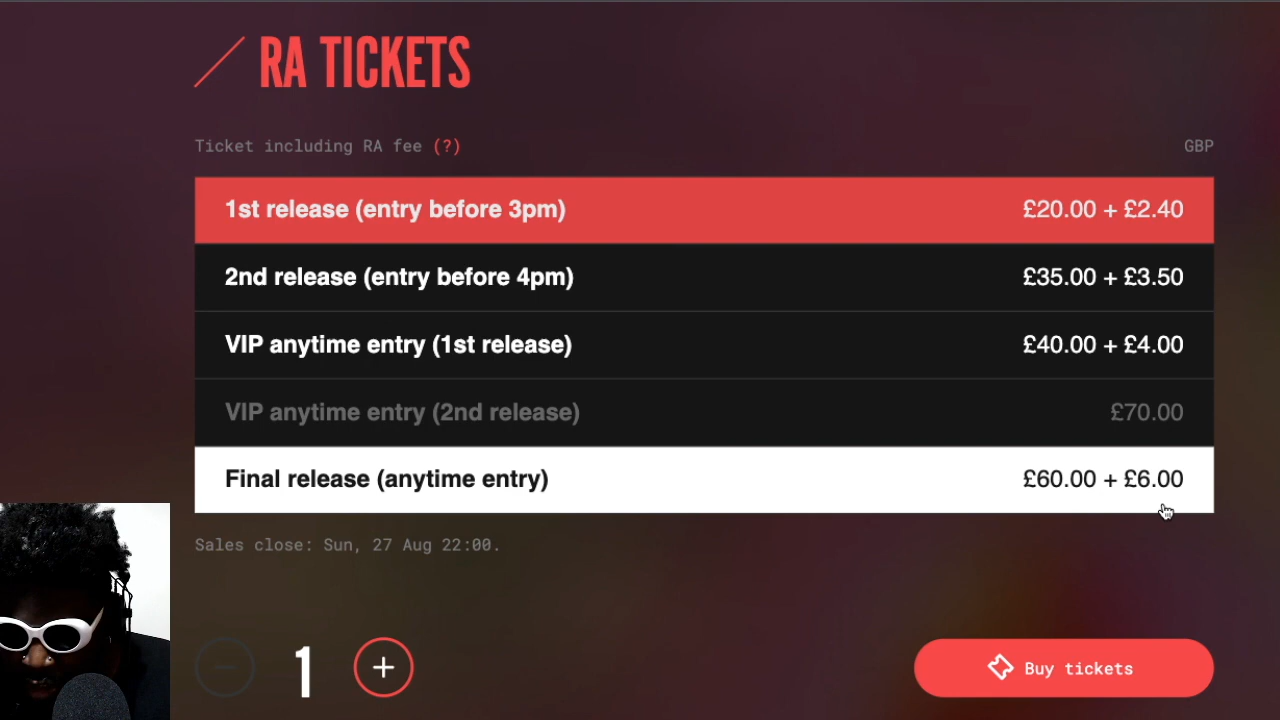 RA TICKETS
Ticket including RA fee (?) GBP
1st release (entry before 3pm) £20.00 + £2.40
2nd release (entry before 4pm) £35.00 + £3.50
VIP anytime entry (1st release) £40.00 + £4.00
VIP anytime entry (2nd release) £70.00
Final release (anytime entry) £60.00 + £6.00
Sales close: Sun, 27 Aug 22:00.
1 + Buy tickets